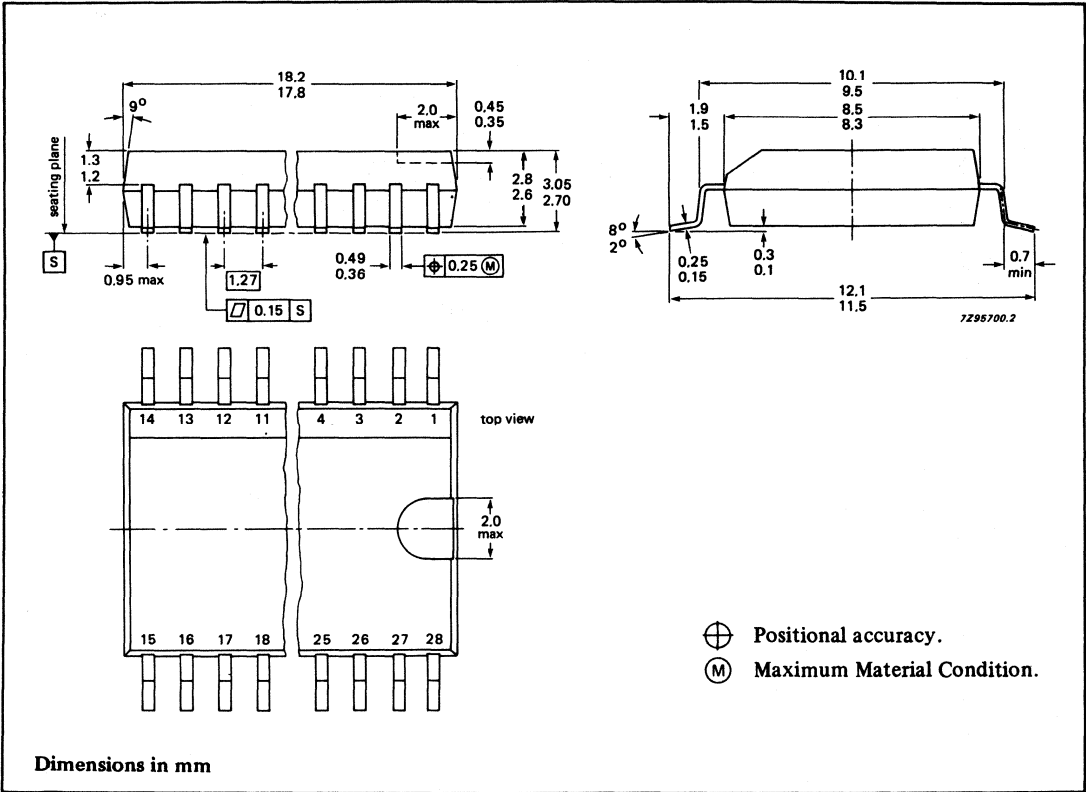 18.2
17.8
9°
2.0
max
0.45
0.35
seating plane
1.3
1.2
2.8
2.6
3.05
2.70
S
0.95 max
1.27
0.49
0.36
0.25 M
0.15 S
10.1
9.5
1.9
1.5
8.5
8.3
8°
2°
0.25
0.15
0.3
0.1
0.7
min
12.1
11.5
7Z95700.2
14 13 12 11 4 3 2 1
top view
2.0
max
15 16 17 18 25 26 27 28
Positional accuracy.
M Maximum Material Condition.
Dimensions in mm